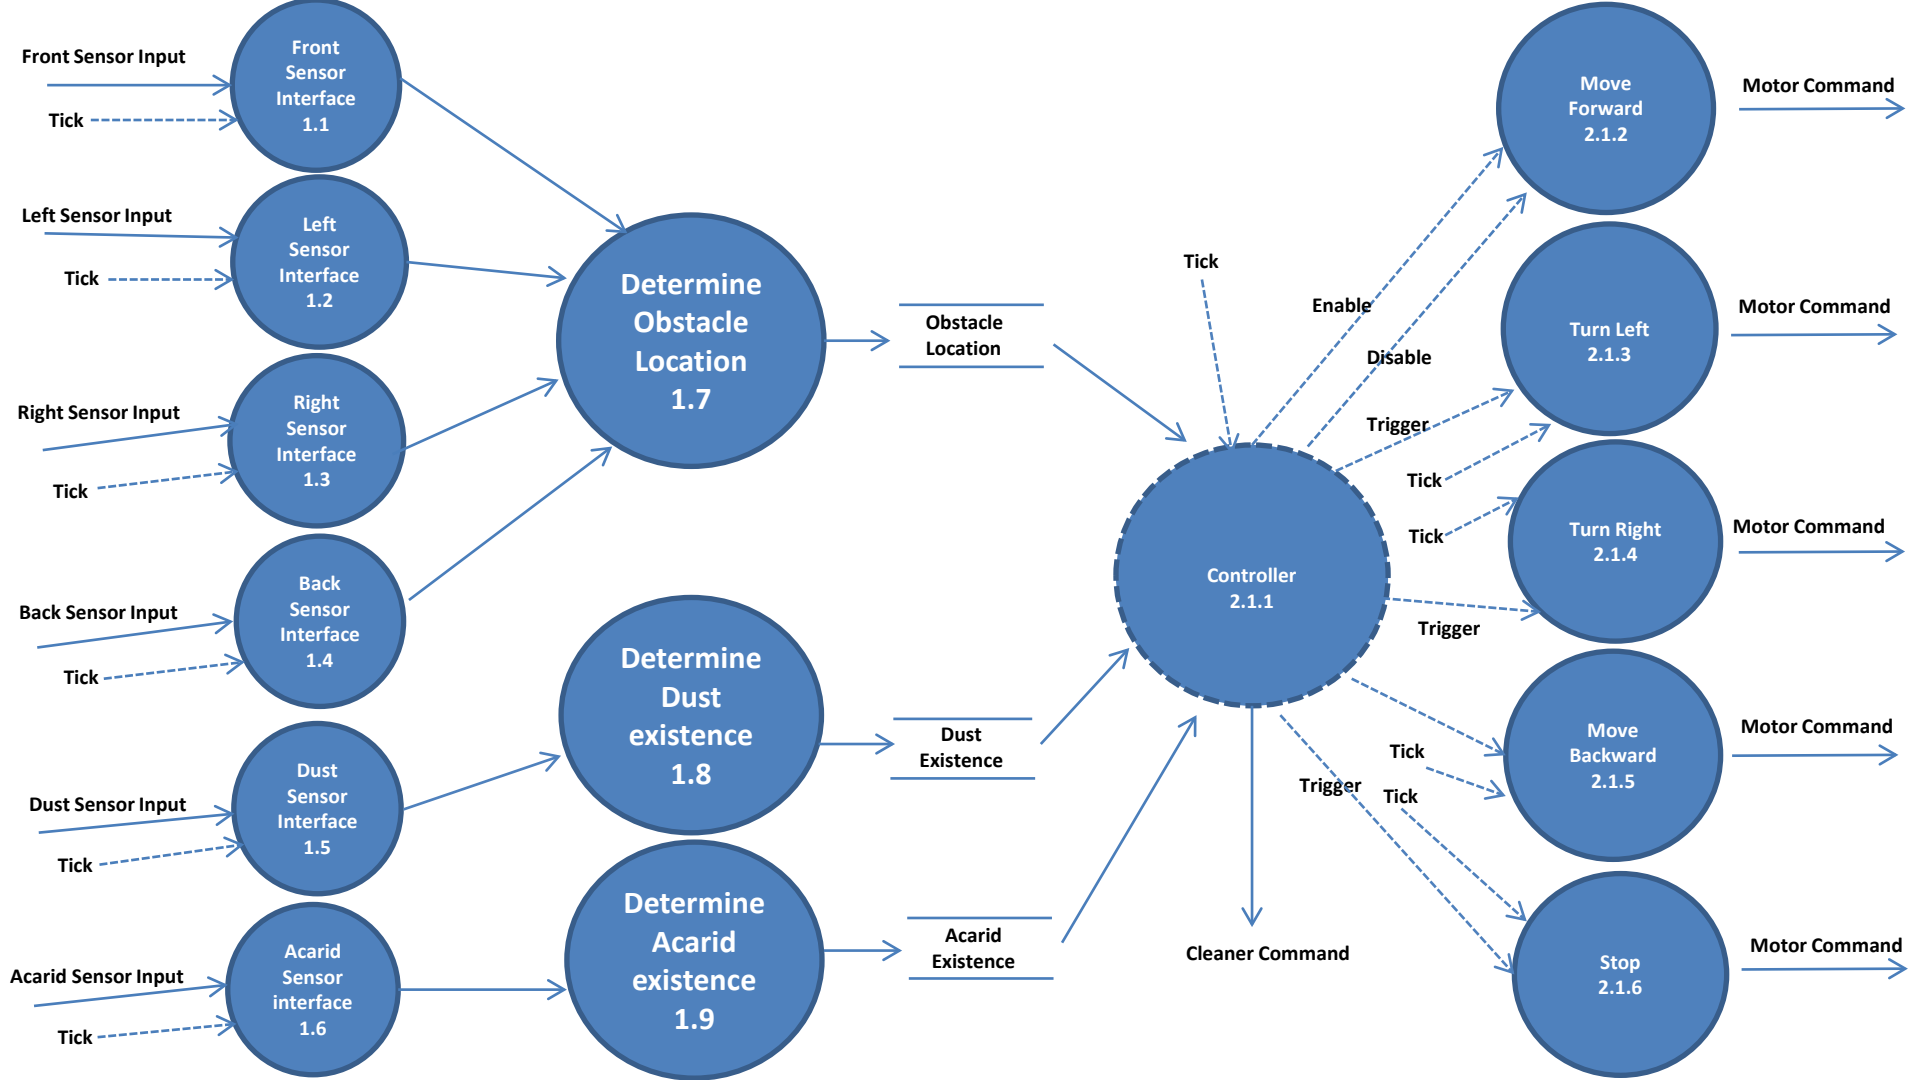 Front Sensor Input
Tick
Front
Sensor
Interface
1.1
Left Sensor Input
Tick
Left
Sensor
Interface
1.2
Right Sensor Input
Tick
Right
Sensor
Interface
1.3
Back Sensor Input
Tick
Back
Sensor
Interface
1.4
Dust Sensor Input
Tick
Dust
Sensor
Interface
1.5
Acarid Sensor Input
Tick
Acarid
Sensor
interface
1.6
Determine
Obstacle
Location
1.7
Determine
Dust
existence
1.8
Determine
Acarid
existence
1.9
Obstacle
Location
Dust
Existence
Acarid
Existence
Tick
Controller
2.1.1
Cleaner Command
Enable
Disable
Trigger
Tick
Tick
Trigger
Tick
Trigger
Tick
Move
Forward
2.1.2
Motor Command
Turn Left
2.1.3
Motor Command
Turn Right
2.1.4
Motor Command
Move
Backward
2.1.5
Motor Command
Stop
2.1.6
Motor Command